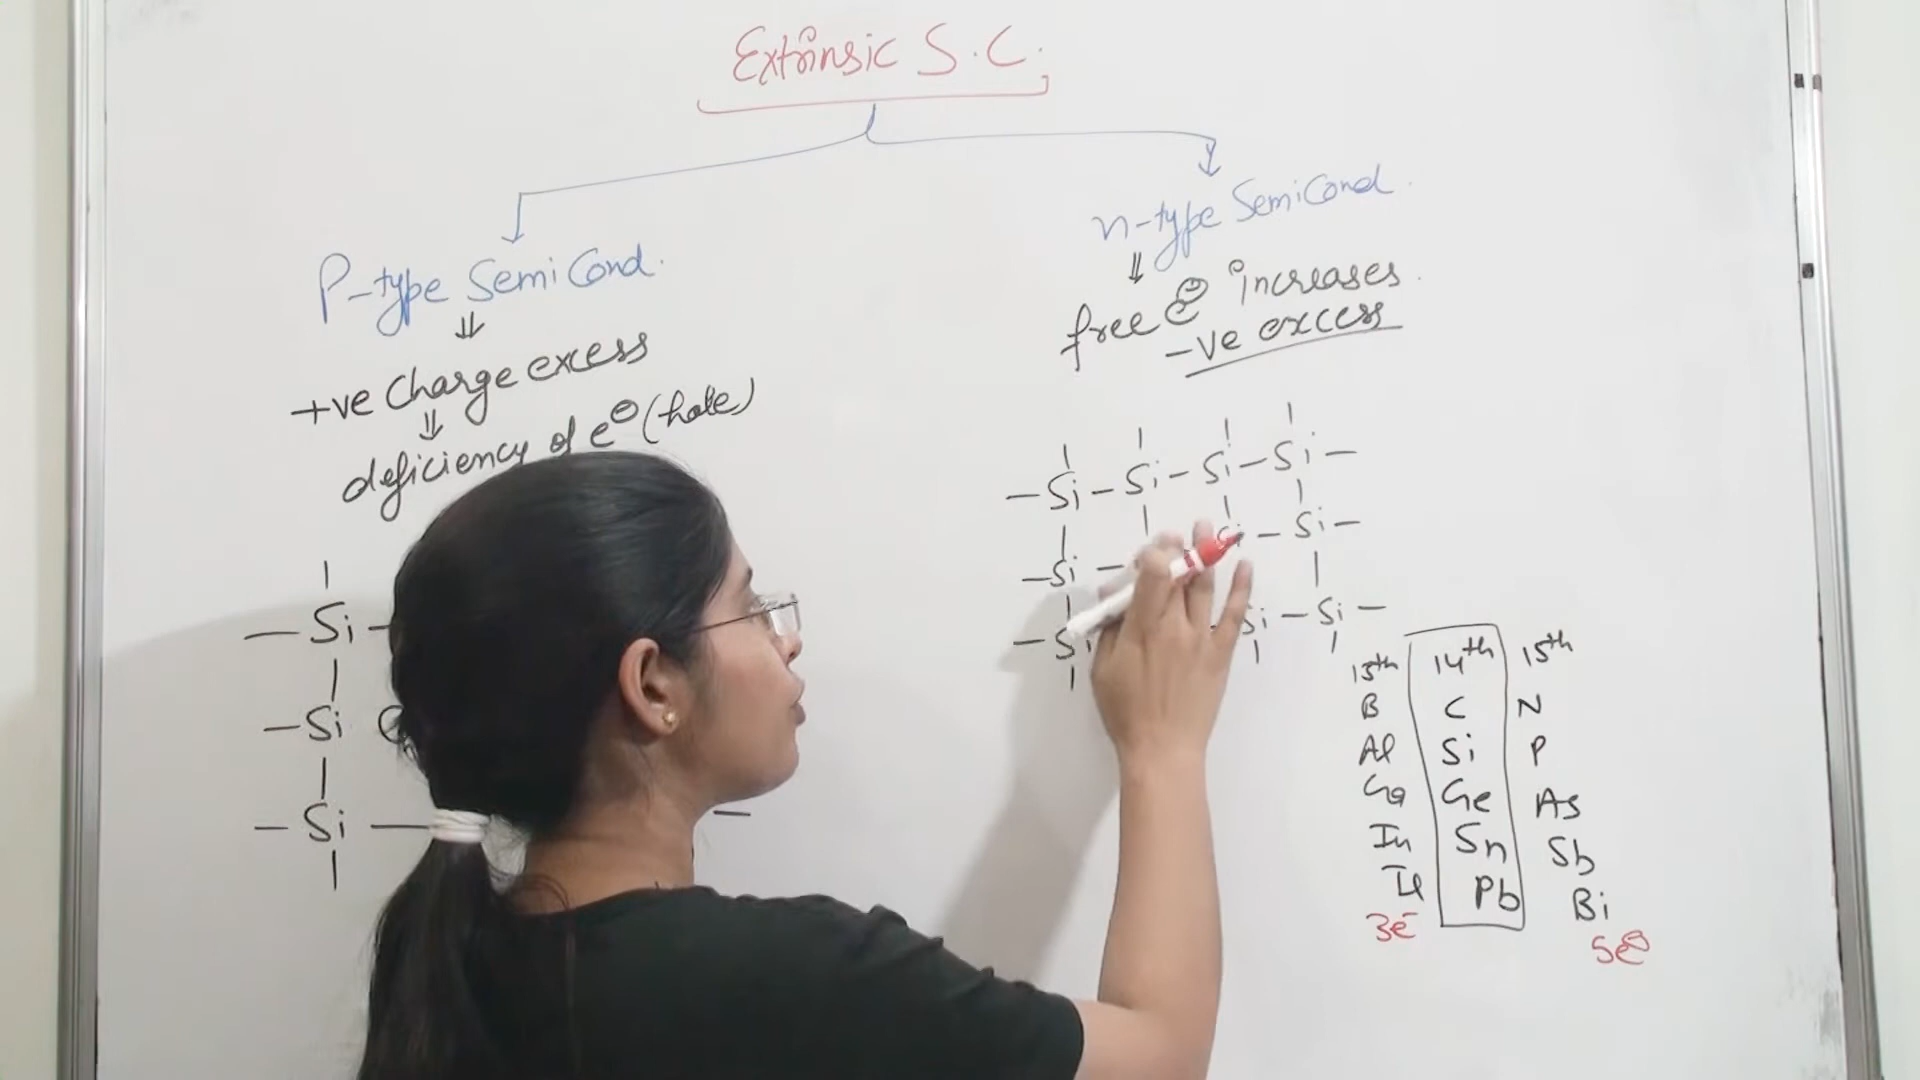 Extrinsic S.C.
P-type SemiCond.
⇓
+ve Charge excess
⇓
deficiency of e⊖ (hole)
n-type SemiCond.
⇓
free e⊖ increases.
-ve excess
- Si - Si - Si - Si -
- Si - Si - Si -
- Si Si - Si -
- Si -
- Si
- Si -
13th 14th 15th
B C N
Al Si P
Ga Ge As
In Sn Sb
Tl Pb Bi
3e⁻ 5e⊖